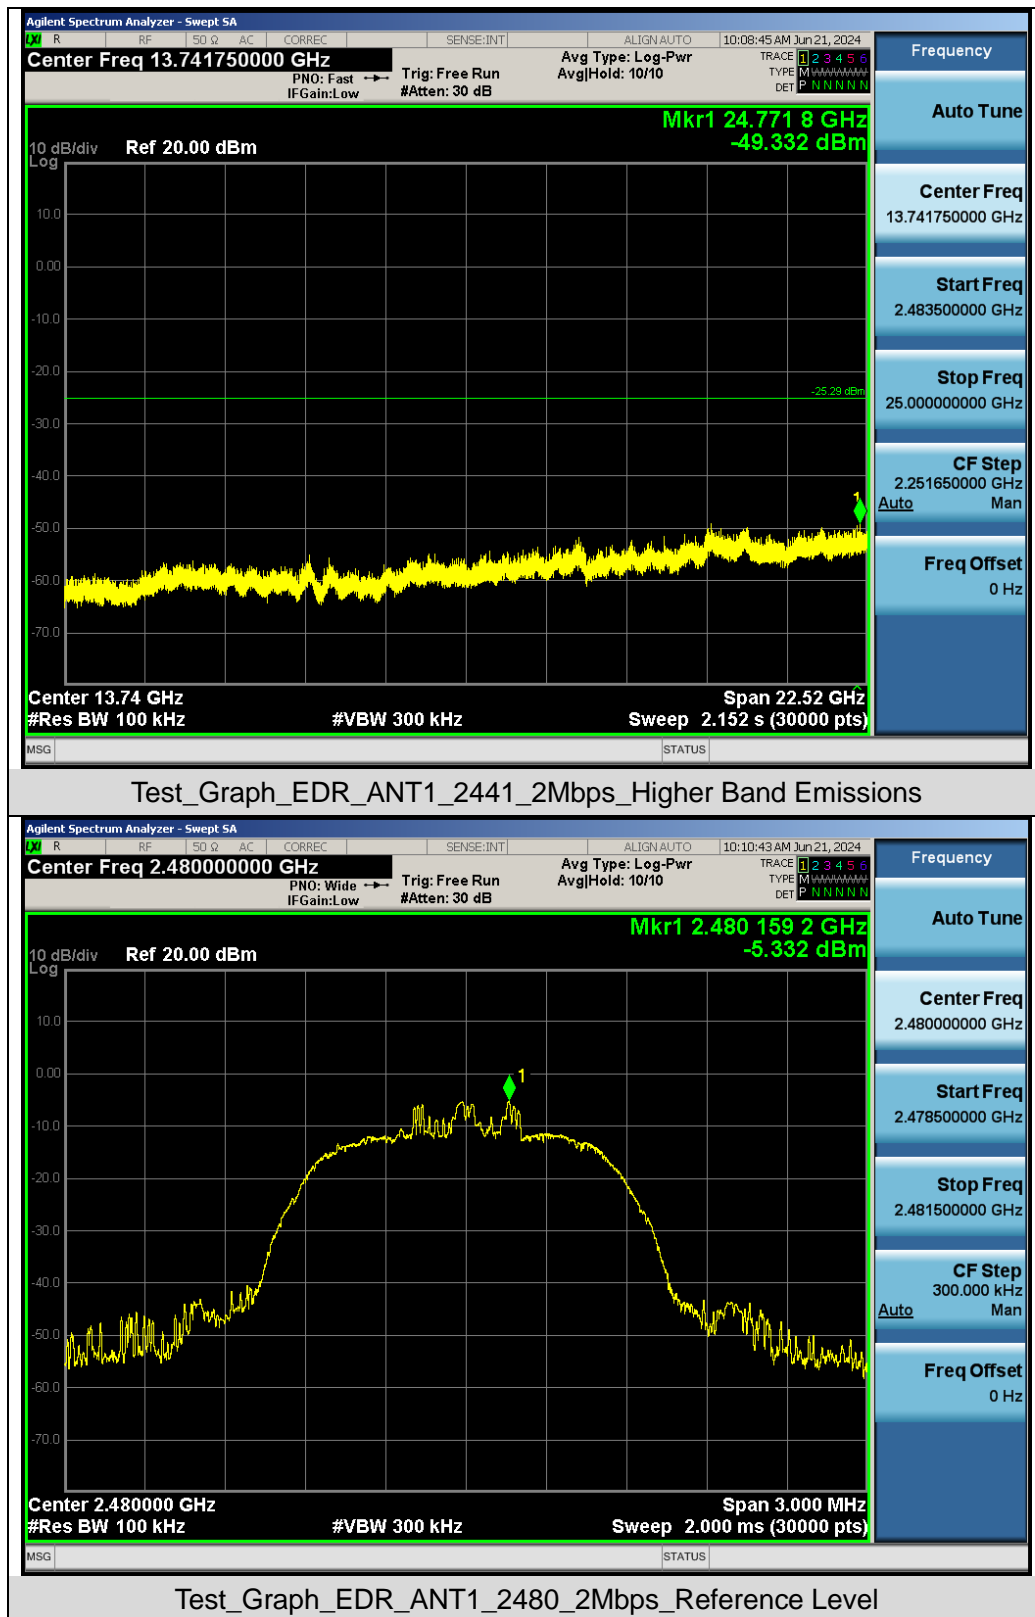 Agilent Spectrum Analyzer - Swept SA
LXI R RF 50 Ω AC CORREC SENSE:INT ALIGN AUTO 10:08:45 AM Jun 21, 2024
Center Freq 13.741750000 GHz
PNO: Fast
IFGain:Low
Trig: Free Run
#Atten: 30 dB
Avg Type: Log-Pwr
Avg|Hold: 10/10
TRACE 1 2 3 4 5 6
TYPE M WWWWW
DET P N N N N N
Mkr1 24.771 8 GHz
-49.332 dBm
10 dB/div Ref 20.00 dBm
Log
10.0
0.00
-10.0
-20.0
-25.29 dBm
-30.0
-40.0
1
-50.0
-60.0
-70.0
Center 13.74 GHz Span 22.52 GHz
#Res BW 100 kHz #VBW 300 kHz Sweep 2.152 s (30000 pts)
MSG STATUS
Frequency
Auto Tune
Center Freq
13.741750000 GHz
Start Freq
2.483500000 GHz
Stop Freq
25.000000000 GHz
CF Step
2.251650000 GHz
Auto Man
Freq Offset
0 Hz
Test_Graph_EDR_ANT1_2441_2Mbps_Higher Band Emissions
Agilent Spectrum Analyzer - Swept SA
LXI R RF 50 Ω AC CORREC SENSE:INT ALIGN AUTO 10:10:43 AM Jun 21, 2024
Center Freq 2.480000000 GHz
PNO: Wide
IFGain:Low
Trig: Free Run
#Atten: 30 dB
Avg Type: Log-Pwr
Avg|Hold: 10/10
TRACE 1 2 3 4 5 6
TYPE M WWWWW
DET P N N N N N
Mkr1 2.480 159 2 GHz
-5.332 dBm
10 dB/div Ref 20.00 dBm
Log
10.0
0.00
1
-10.0
-20.0
-30.0
-40.0
-50.0
-60.0
-70.0
Center 2.480000 GHz Span 3.000 MHz
#Res BW 100 kHz #VBW 300 kHz Sweep 2.000 ms (30000 pts)
MSG STATUS
Frequency
Auto Tune
Center Freq
2.480000000 GHz
Start Freq
2.478500000 GHz
Stop Freq
2.481500000 GHz
CF Step
300.000 kHz
Auto Man
Freq Offset
0 Hz
Test_Graph_EDR_ANT1_2480_2Mbps_Reference Level